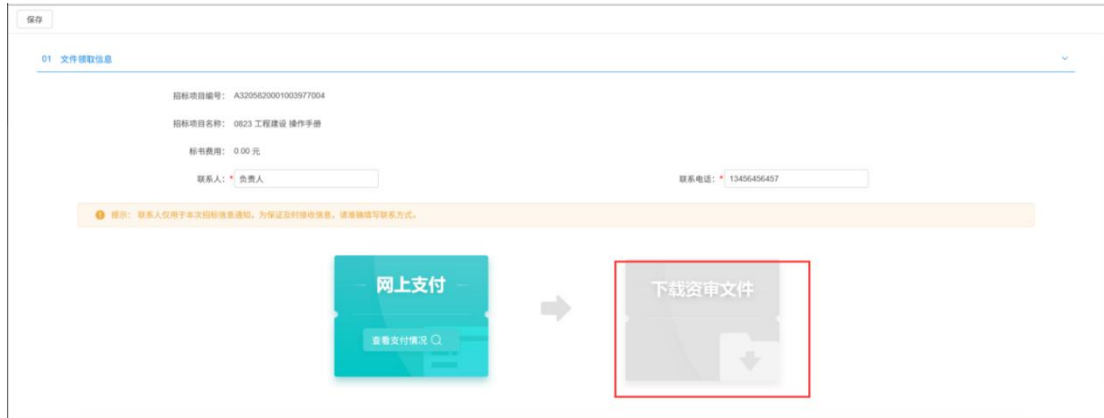 保存
01 文件领取信息
招标项目编号： A3205820001003977004
招标项目名称： 0823 工程建设 操作手册
标书费用： 0.00 元
联系人：* 负责人 联系电话：* 13456456457
提示： 联系人仅用于本次招标信息通知，为保证及时接收信息，请准确填写联系方式。
网上支付 下载资审文件
查看支付情况